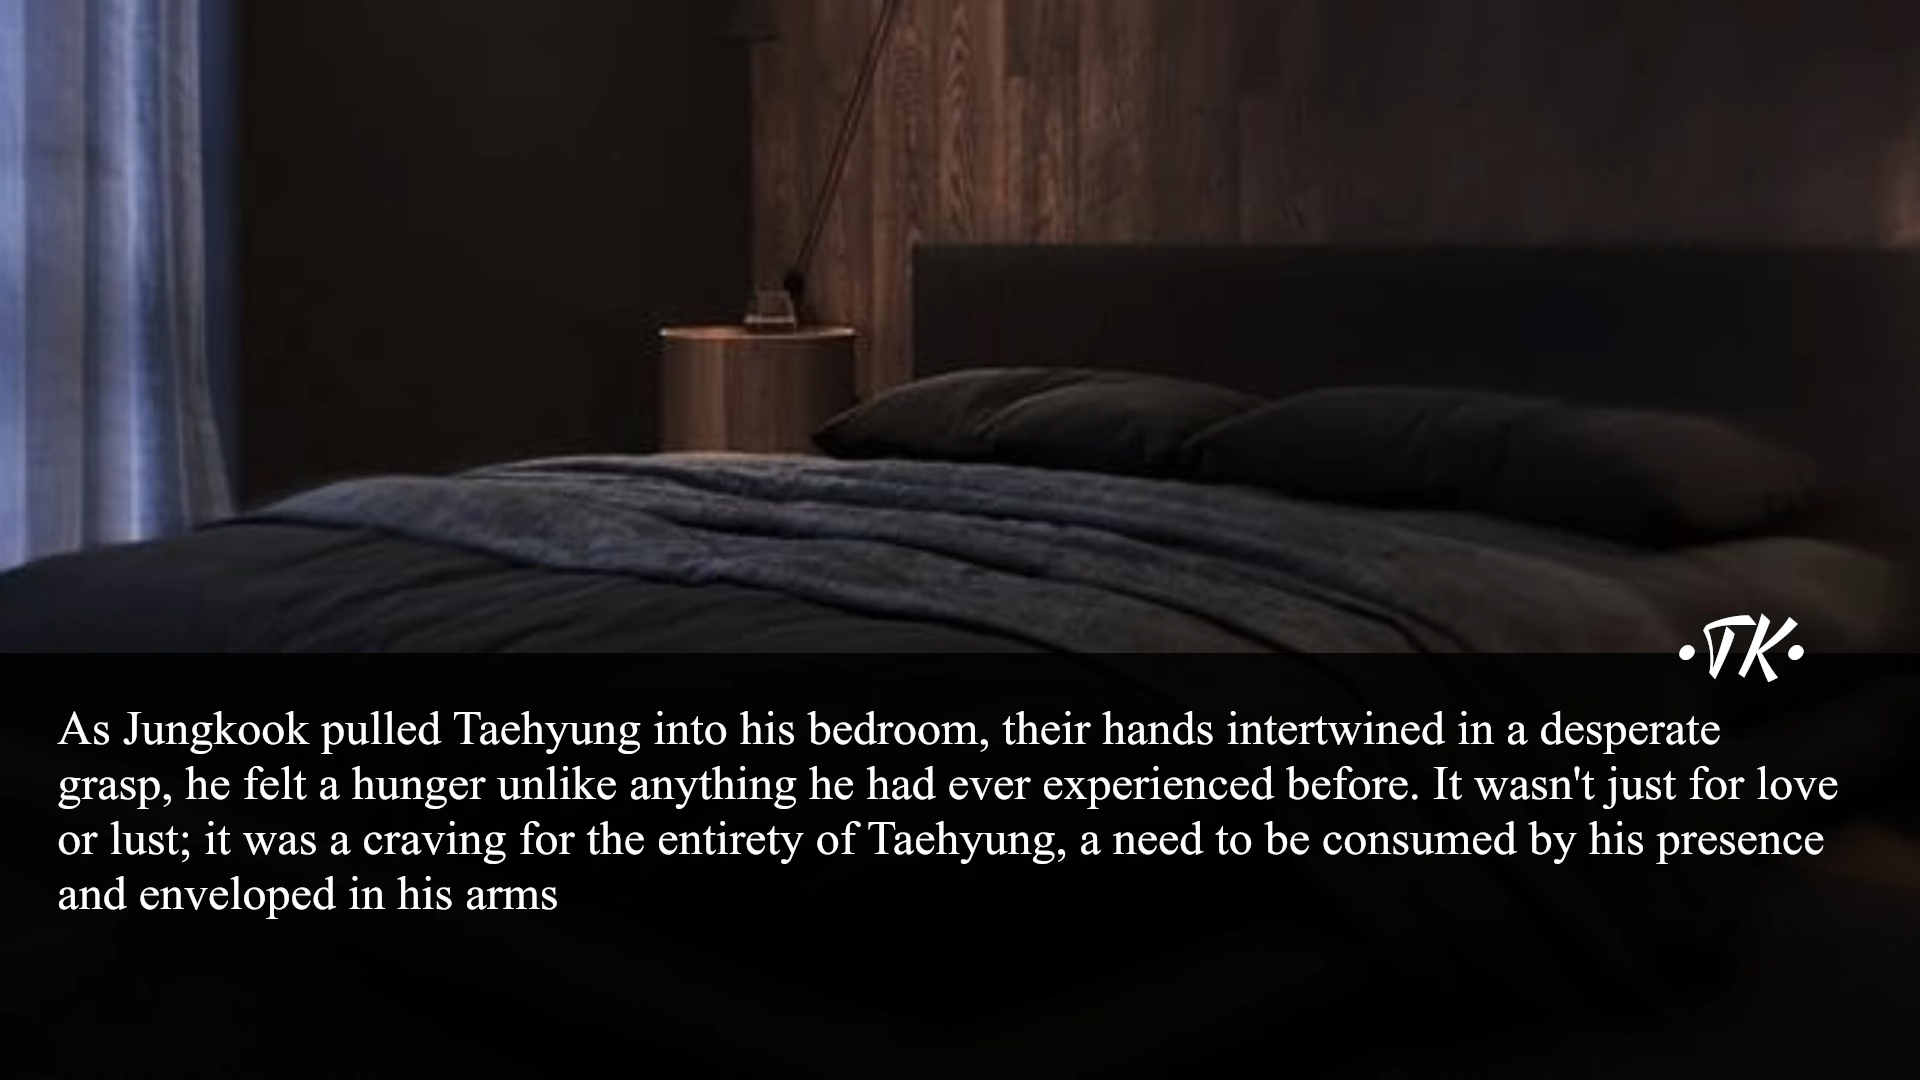 •TK•
As Jungkook pulled Taehyung into his bedroom, their hands intertwined in a desperate
grasp, he felt a hunger unlike anything he had ever experienced before. It wasn't just for love
or lust; it was a craving for the entirety of Taehyung, a need to be consumed by his presence
and enveloped in his arms